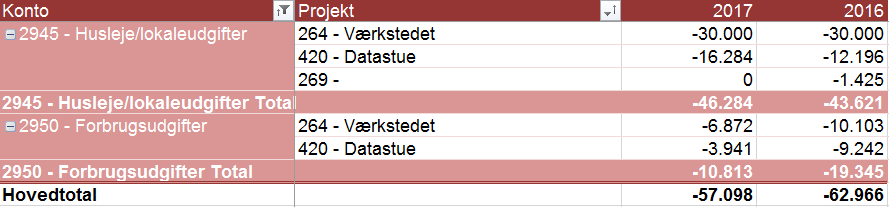 Konto Projekt 2017 2016
2945 - Husleje/lokaleudgifter 264 - Værkstedet -30.000 -30.000
420 - Datastue -16.284 -12.196
269 - 0 -1.425
2945 - Husleje/lokaleudgifter Total -46.284 -43.621
2950 - Forbrugsudgifter 264 - Værkstedet -6.872 -10.103
420 - Datastue -3.941 -9.242
2950 - Forbrugsudgifter Total -10.813 -19.345
Hovedtotal -57.098 -62.966